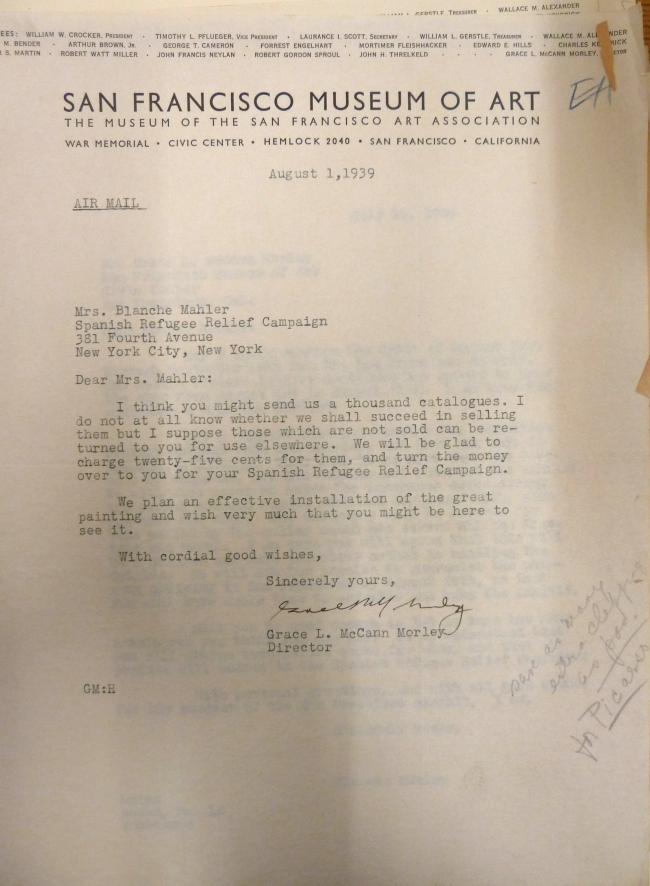 GERSTLE, TREASURER · WALLACE M. ALEXANDER
EES: WILLIAM W. CROCKER, PRESIDENT · TIMOTHY L. PFLUEGER, VICE PRESIDENT · LAURANCE I. SCOTT, SECRETARY · WILLIAM L. GERSTLE, TREASURER · WALLACE M.
M. BENDER · ARTHUR BROWN, JR. · GEORGE T. CAMERON · FORREST ENGELHART · MORTIMER FLEISHHACKER · EDWARD E. HILLS · CHARLES
S. MARTIN · ROBERT WATT MILLER · JOHN FRANCIS NEYLAN · ROBERT GORDON SPROUL · JOHN H. THRELKELD · · · · GRACE L. McCANN MORLEY,
SAN FRANCISCO MUSEUM OF ART
THE MUSEUM OF THE SAN FRANCISCO ART ASSOCIATION
WAR MEMORIAL • CIVIC CENTER • HEMLOCK 2040 • SAN FRANCISCO • CALIFORNIA
August 1,1939
AIR MAIL
Mrs. Blanche Mahler
Spanish Refugee Relief Campaign
381 Fourth Avenue
New York City, New York
Dear Mrs. Mahler:
I think you might send us a thousand catalogues. I
do not at all know whether we shall succeed in selling
them but I suppose those which are not sold can be re-
turned to you for use elsewhere. We will be glad to
charge twenty-five cents for them, and turn the money
over to you for your Spanish Refugee Relief Campaign.
We plan an effective installation of the great
painting and wish very much that you might be here to
see it.
With cordial good wishes,
Sincerely yours,
Grace L. McCann Morley
Director
GM:H
save as many
extra
as poss.
for Picasso